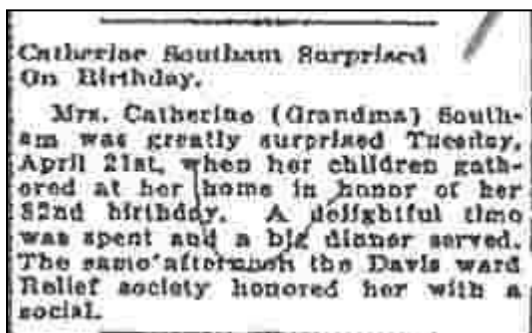 Catherine Southam Surprised
On Birthday.
Mrs. Catherine (Grandma) South-
am was greatly surprised Tuesday,
April 21st, when her children gath-
ered at her home in honor of her
82nd birthday. A delightful time
was spent and a big dinner served.
The same afternoon the Davis ward
Relief society honored her with a
social.